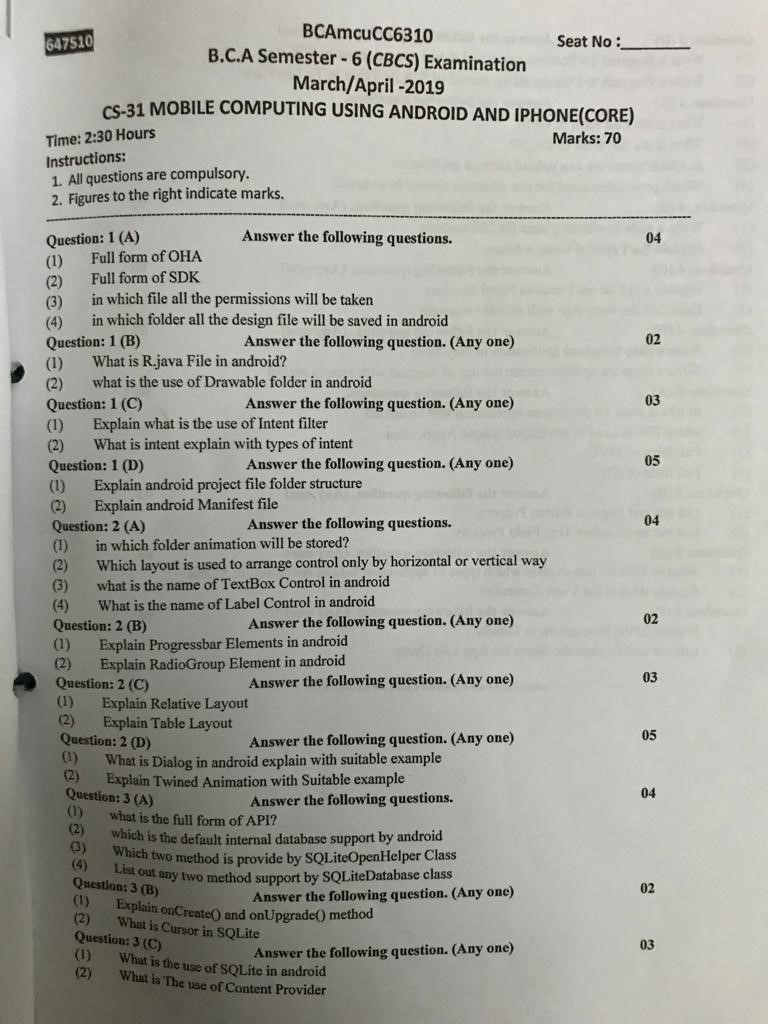 647510
BCAmcuCC6310
Seat No :_______
B.C.A Semester - 6 (CBCS) Examination
March/April -2019
CS-31 MOBILE COMPUTING USING ANDROID AND IPHONE(CORE)
Time: 2:30 Hours Marks: 70
Instructions:
1. All questions are compulsory.
2. Figures to the right indicate marks.
Question: 1 (A) Answer the following questions. 04
(1) Full form of OHA
(2) Full form of SDK
(3) in which file all the permissions will be taken
(4) in which folder all the design file will be saved in android
Question: 1 (B) Answer the following question. (Any one) 02
(1) What is R.java File in android?
(2) what is the use of Drawable folder in android
Question: 1 (C) Answer the following question. (Any one) 03
(1) Explain what is the use of Intent filter
(2) What is intent explain with types of intent
Question: 1 (D) Answer the following question. (Any one) 05
(1) Explain android project file folder structure
(2) Explain android Manifest file
Question: 2 (A) Answer the following questions. 04
(1) in which folder animation will be stored?
(2) Which layout is used to arrange control only by horizontal or vertical way
(3) what is the name of TextBox Control in android
(4) What is the name of Label Control in android
Question: 2 (B) Answer the following question. (Any one) 02
(1) Explain Progressbar Elements in android
(2) Explain RadioGroup Element in android
Question: 2 (C) Answer the following question. (Any one) 03
(1) Explain Relative Layout
(2) Explain Table Layout
Question: 2 (D) Answer the following question. (Any one) 05
(1) What is Dialog in android explain with suitable example
(2) Explain Twined Animation with Suitable example
Question: 3 (A) Answer the following questions. 04
(1) what is the full form of API?
(2) which is the default internal database support by android
(3) Which two method is provide by SQLiteOpenHelper Class
(4) List out any two method support by SQLiteDatabase class
Question: 3 (B) Answer the following question. (Any one) 02
(1) Explain onCreate() and onUpgrade() method
(2) What is Cursor in SQLite
Question: 3 (C) Answer the following question. (Any one) 03
(1) What is the use of SQLite in android
(2) What is The use of Content Provider